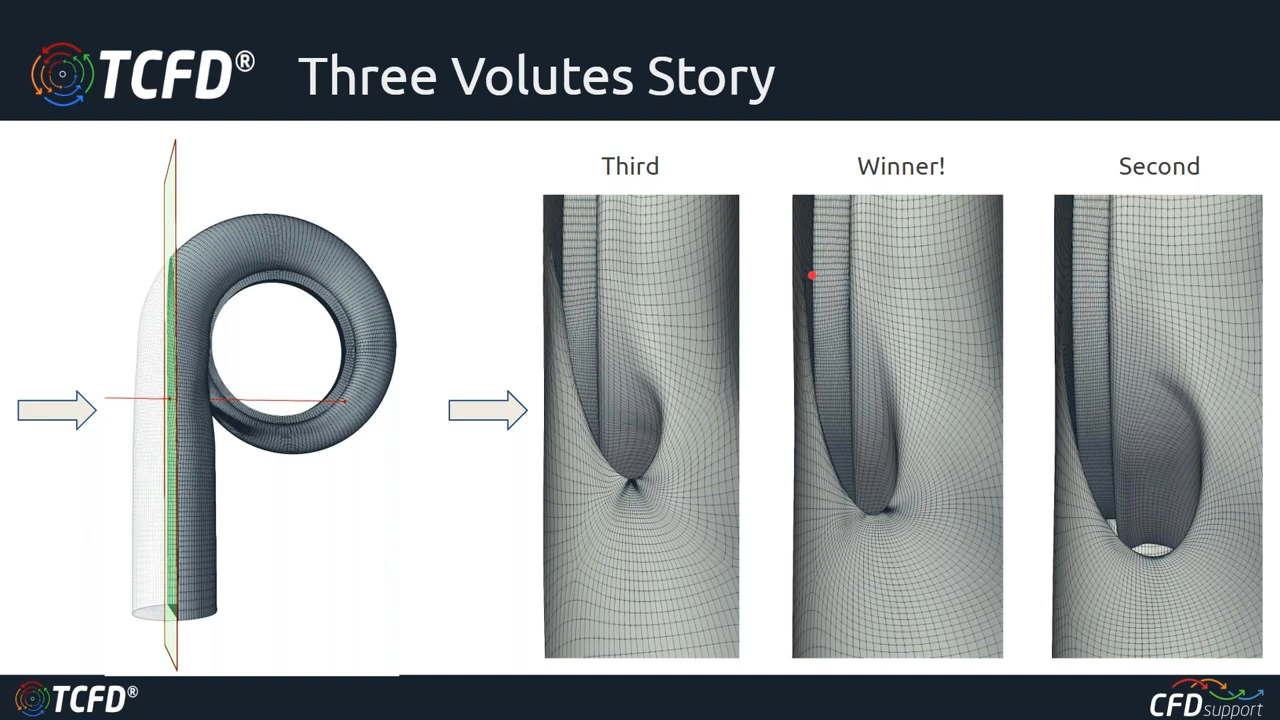 TCFD®
Three Volutes Story
Third
Winner!
Second
TCFD®
CFD support